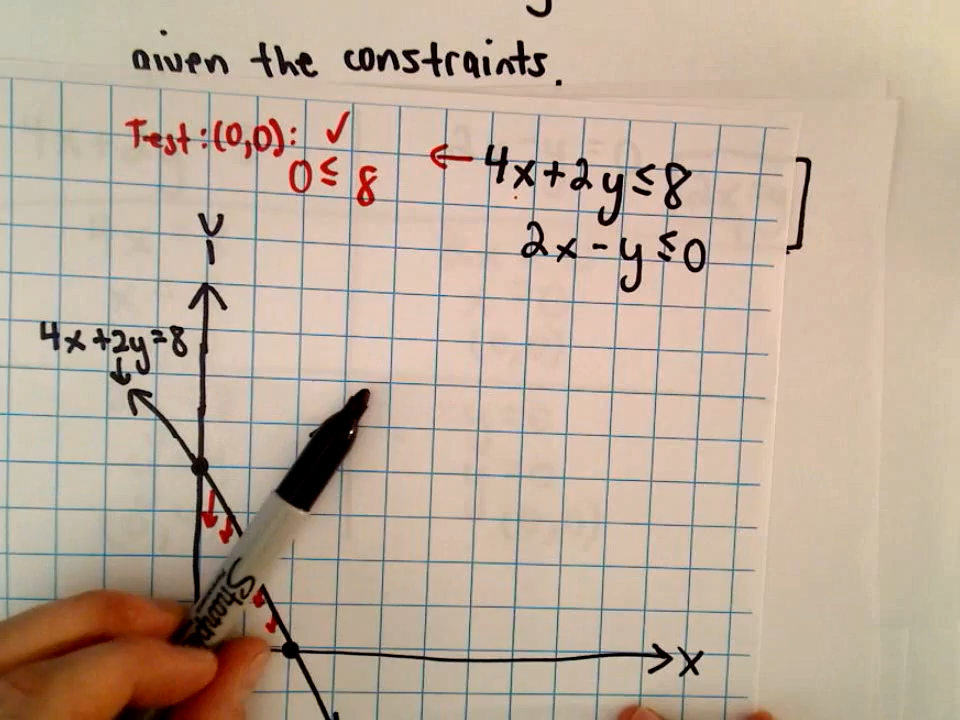 given the constraints.
Test:(0,0): ✓
0 ≤ 8
← 4x+2y≤8
2x-y≤0
y
4x+2y=8
x
Sharpie